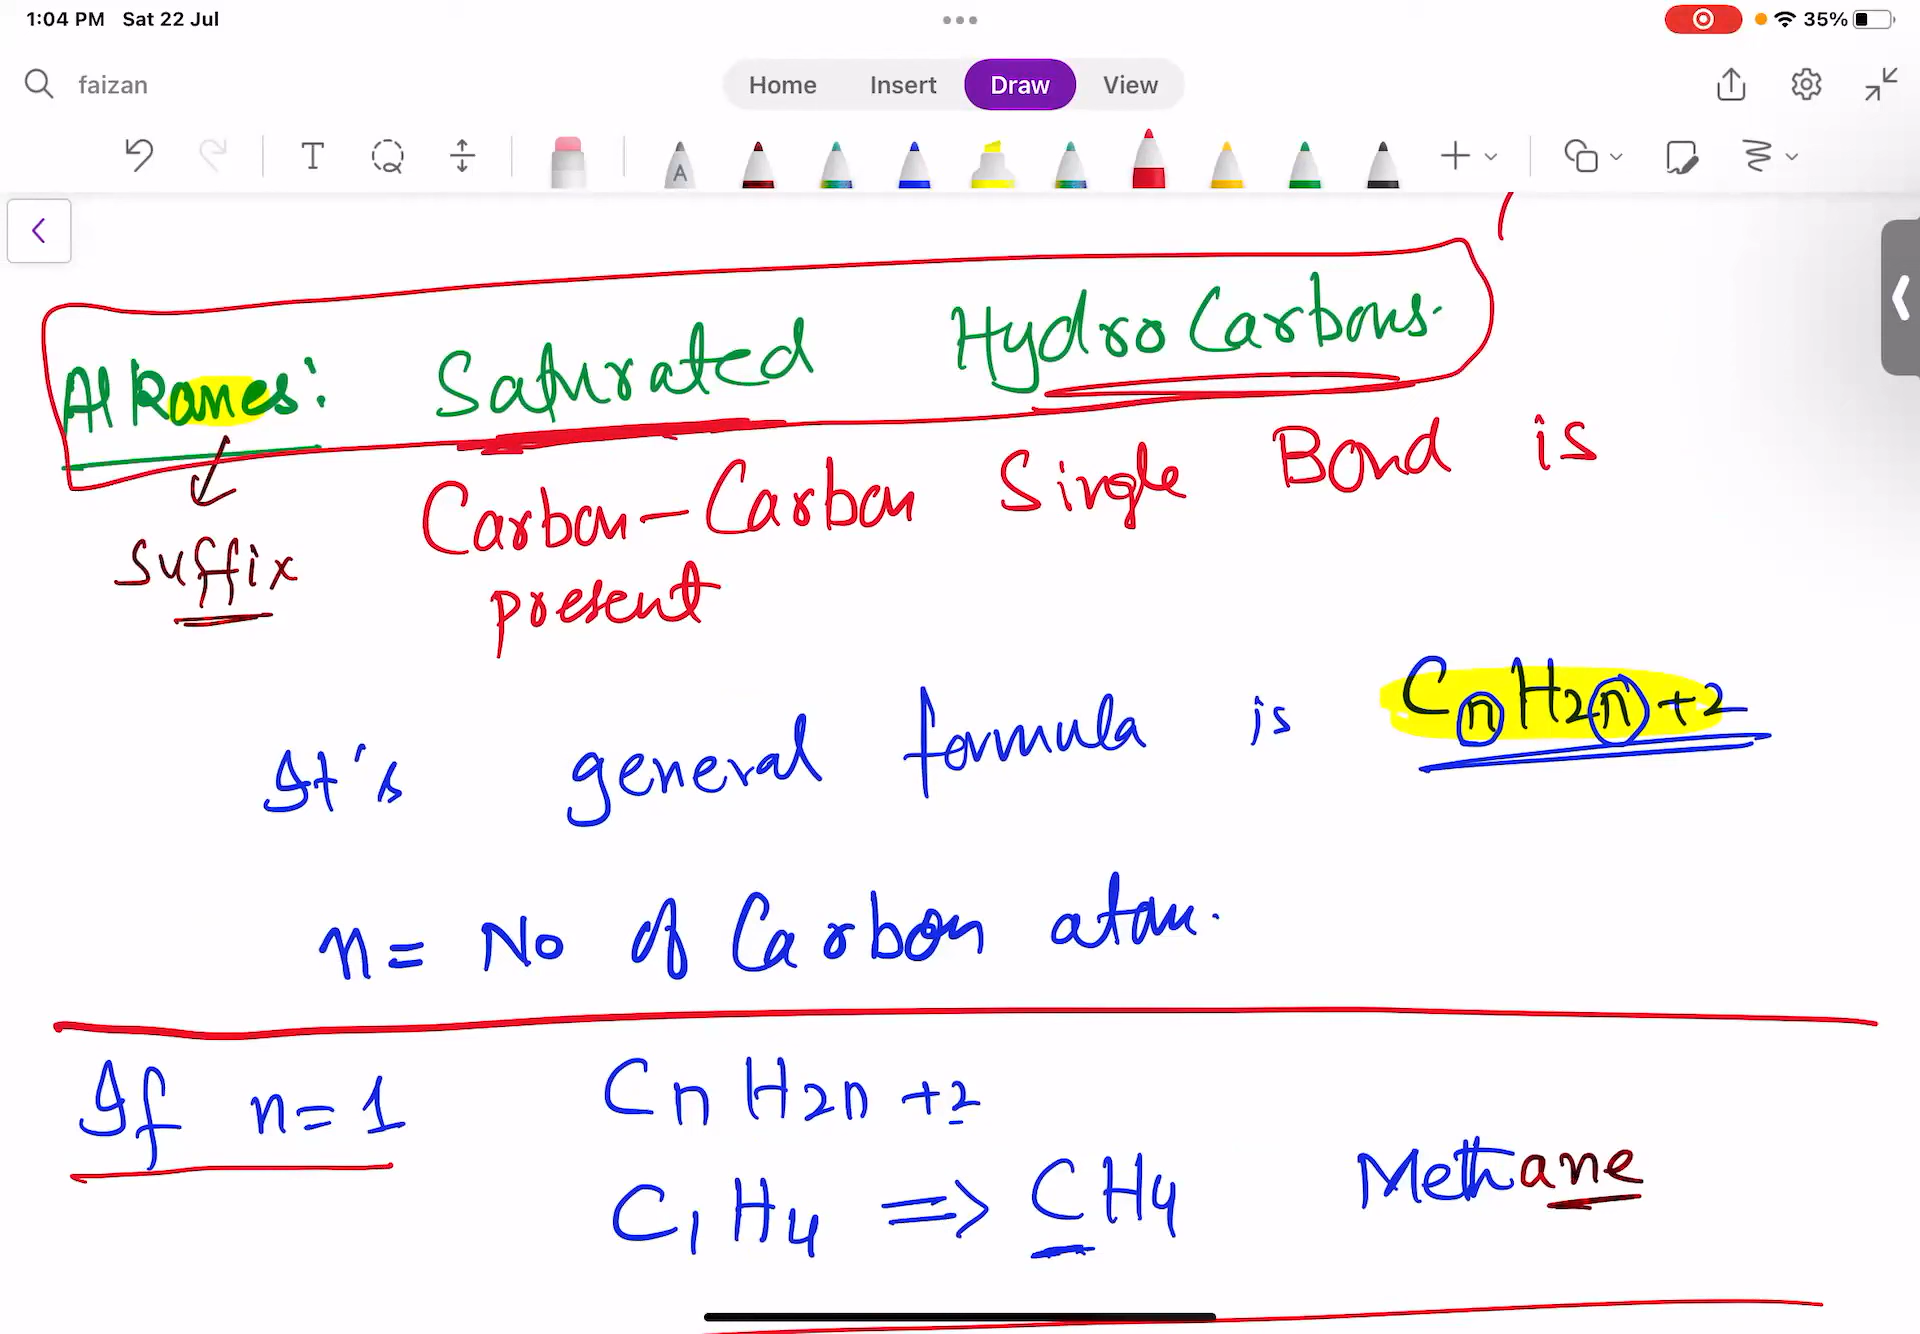 1:04 PM Sat 22 Jul
35%
faizan
Home Insert Draw View
T
A
Alkanes: Saturated HydroCarbons.
Carbon-Carbon Single Bond is
present
suffix
It's general formula is CnH2n+2
n= No of Carbon atom.
If n=1 CnH2n+2
C1H4 => CH4 Methane